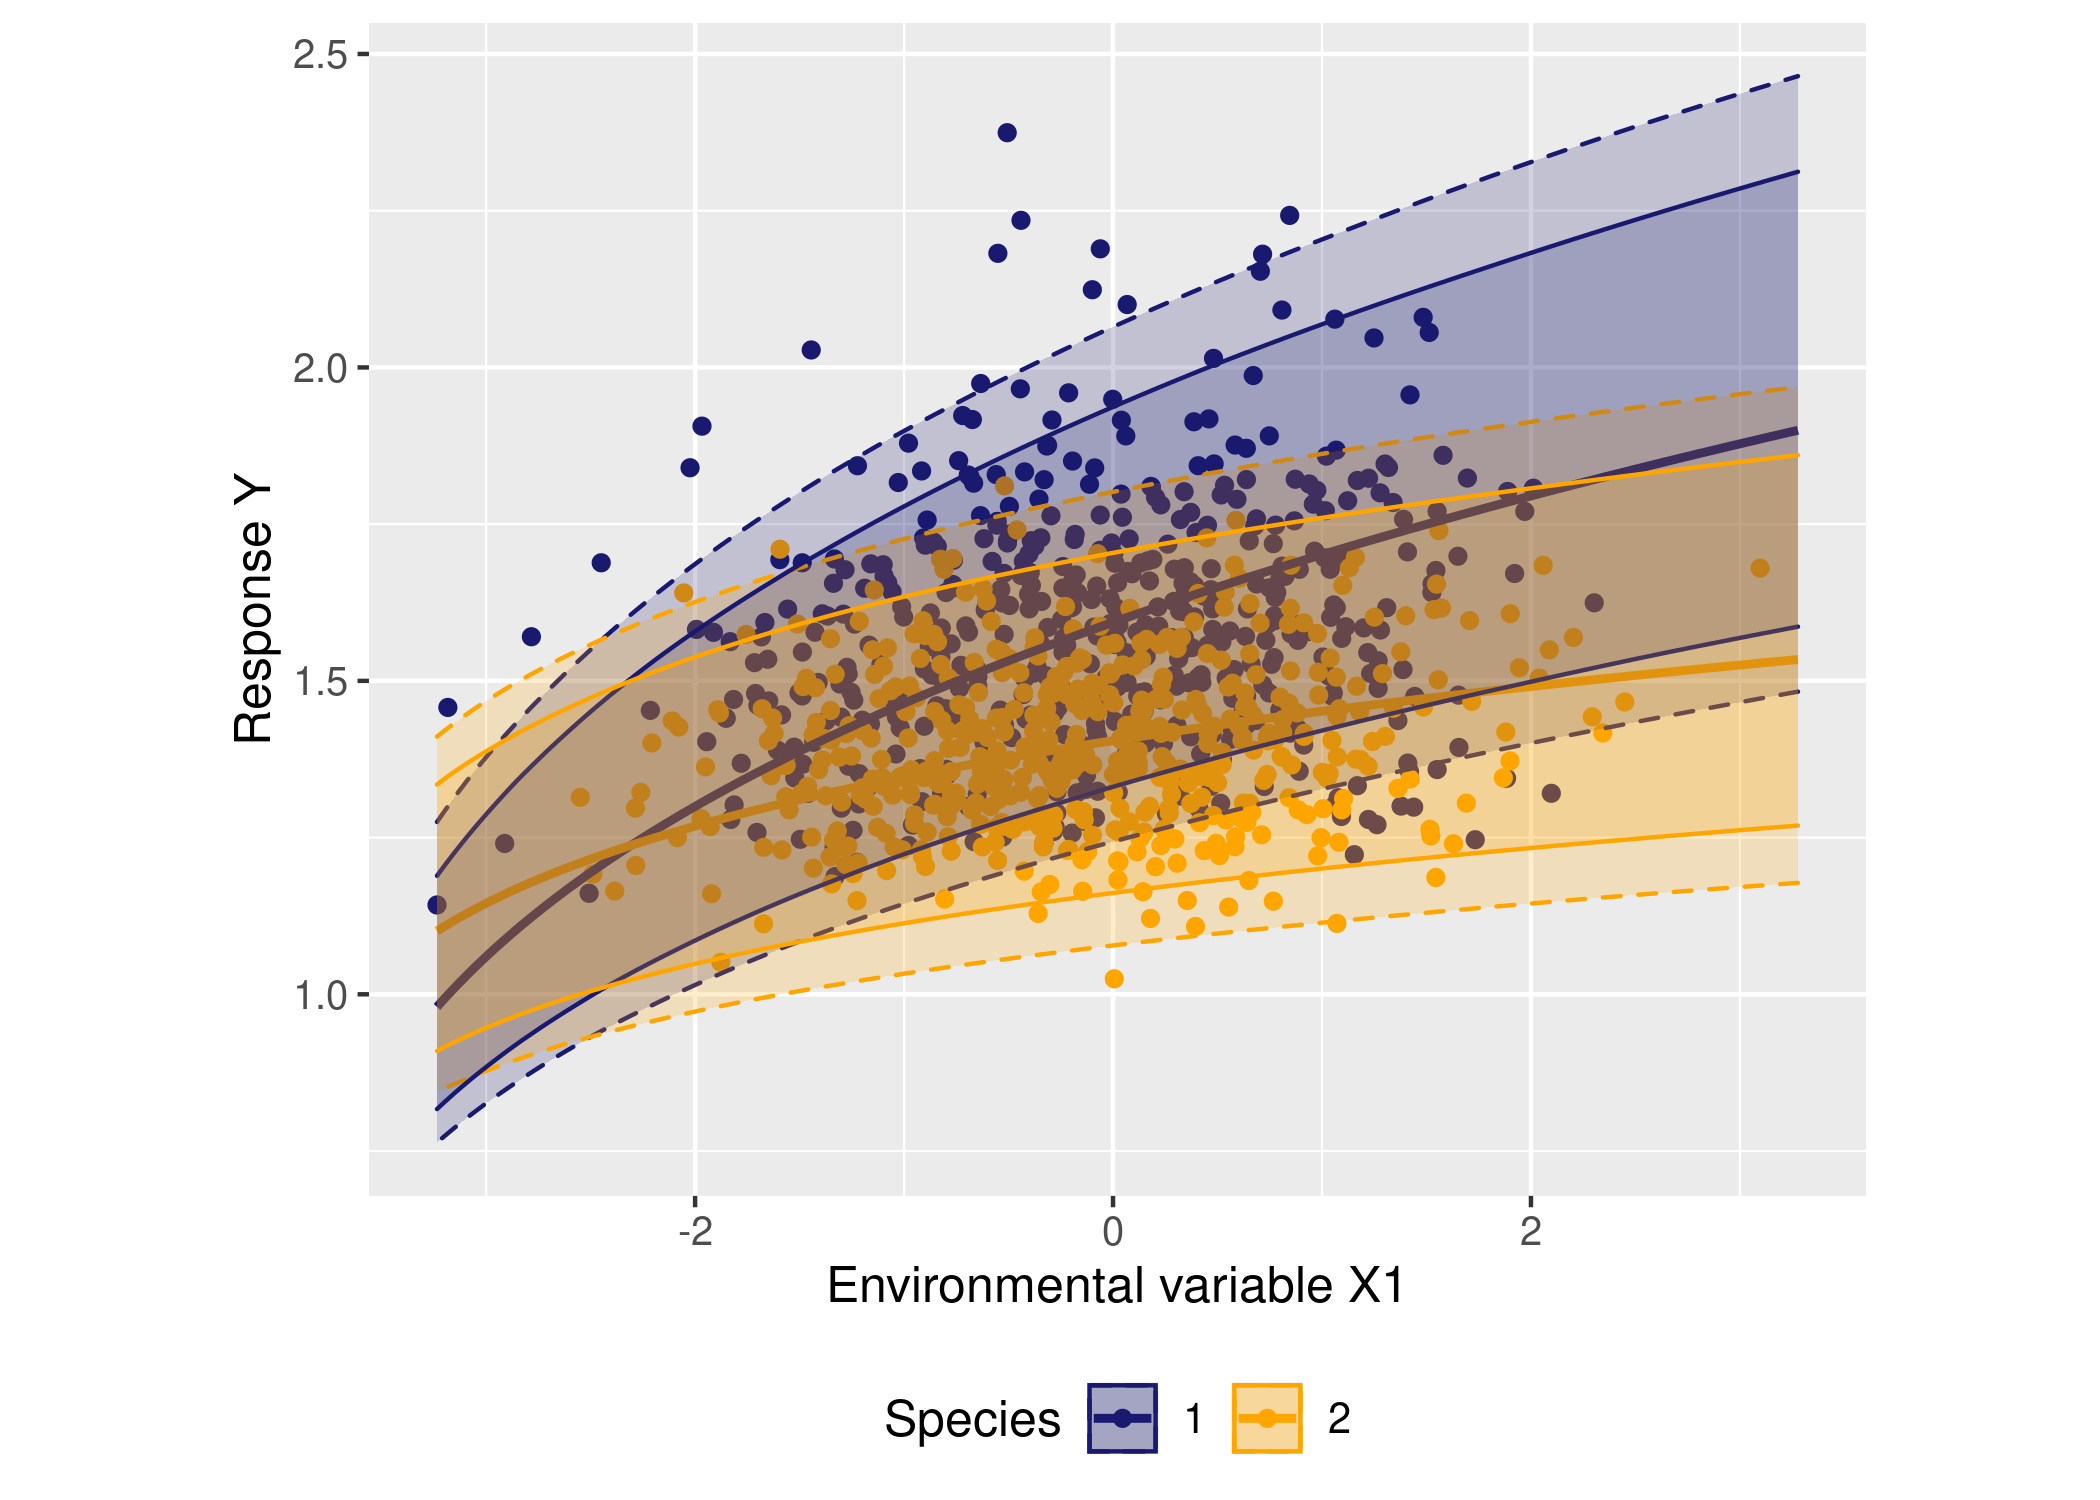 2.5
2.0
1.5
1.0
Response Y
-2 0 2
Environmental variable X1
Species 1 2